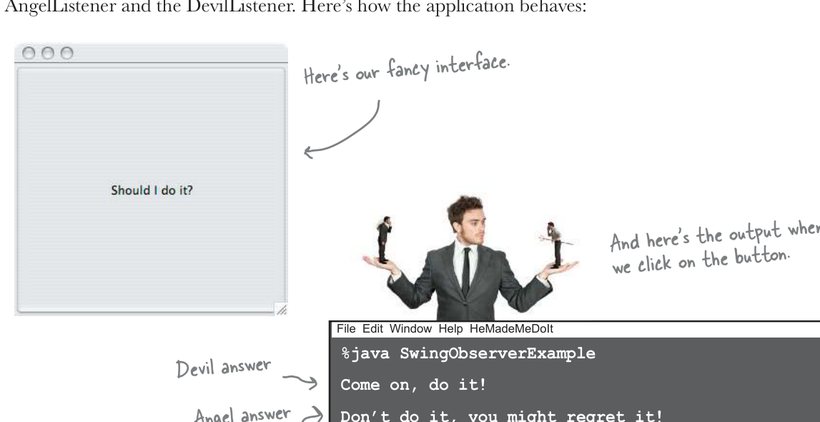 AngelListener and the DevilListener. Here's how the application behaves:
Here's our fancy interface.
Should I do it?
And here's the output when
we click on the button.
File Edit Window Help HeMadeMeDoIt
%java SwingObserverExample
Devil answer
Come on, do it!
Angel answer
Don't do it, you might regret it!